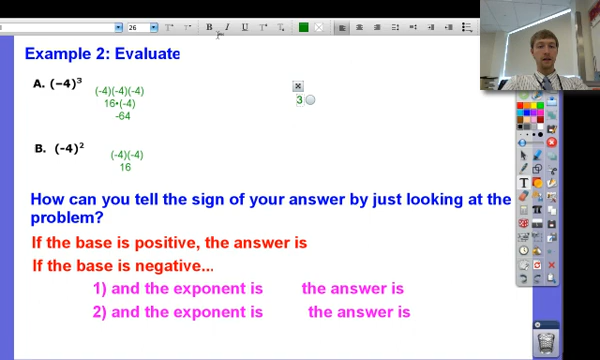 26
B I U
Example 2: Evaluate
A. (−4)³
(-4)(-4)(-4)
16•(-4)
-64
3
B. (-4)²
(-4)(-4)
16
How can you tell the sign of your answer by just looking at the
problem?
If the base is positive, the answer is
If the base is negative...
1) and the exponent is the answer is
2) and the exponent is the answer is